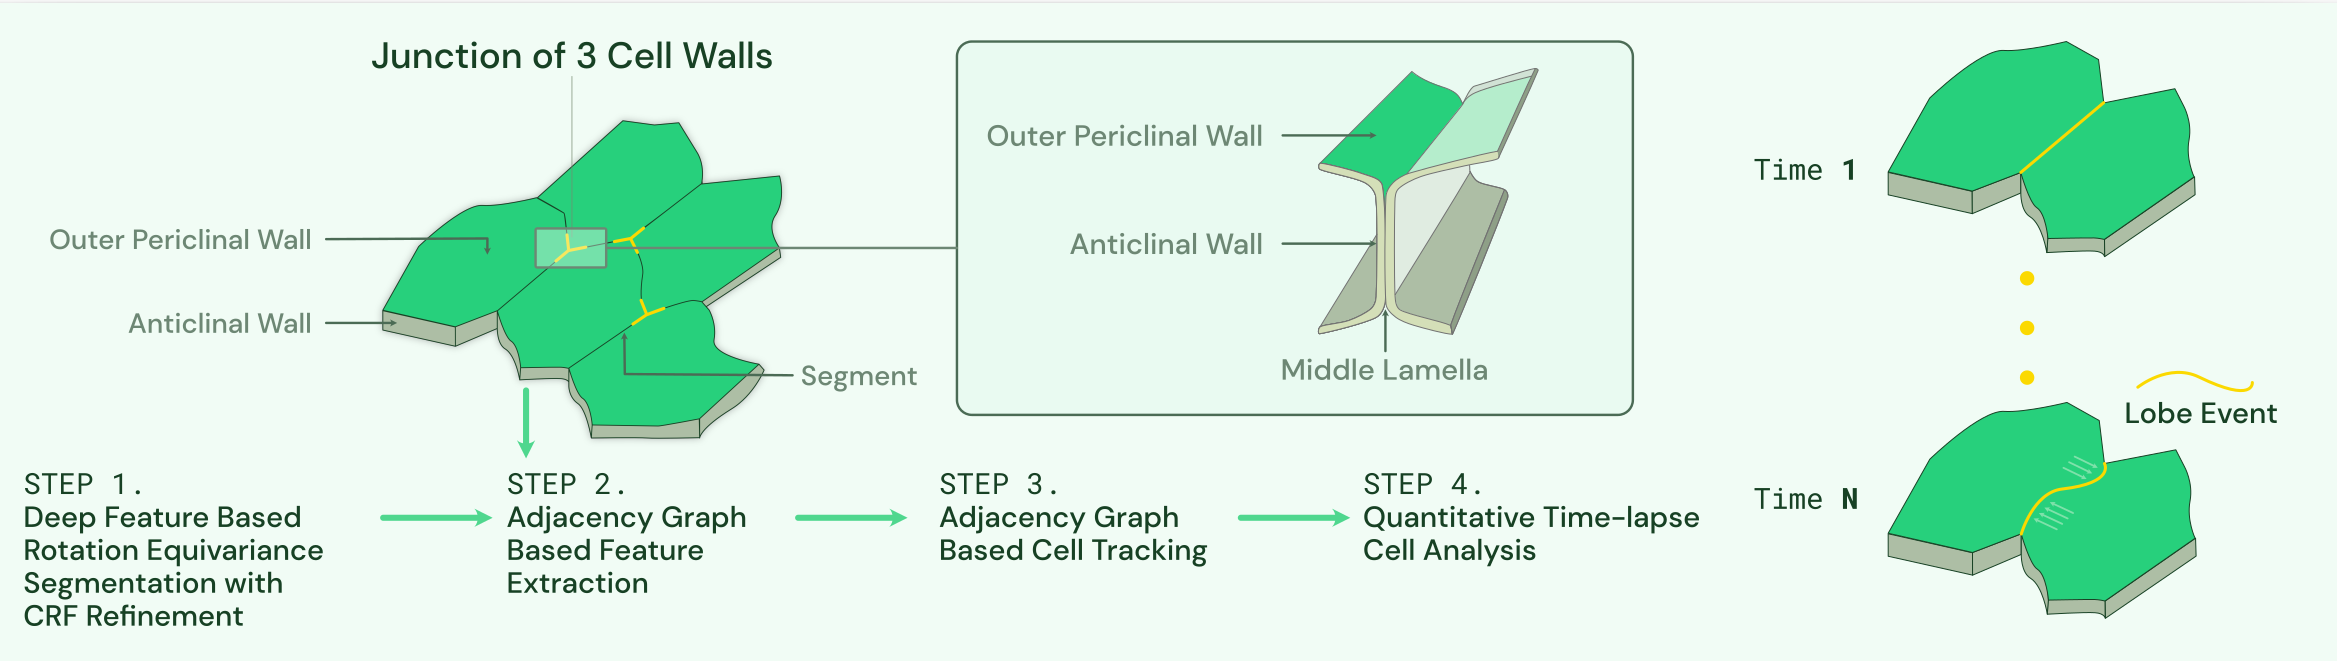 Junction of 3 Cell Walls
Outer Periclinal Wall
Anticlinal Wall
Segment
Outer Periclinal Wall
Anticlinal Wall
Middle Lamella
Time 1
Lobe Event
Time N
STEP 1.
Deep Feature Based
Rotation Equivariance
Segmentation with
CRF Refinement
STEP 2.
Adjacency Graph
Based Feature
Extraction
STEP 3.
Adjacency Graph
Based Cell Tracking
STEP 4.
Quantitative Time-lapse
Cell Analysis